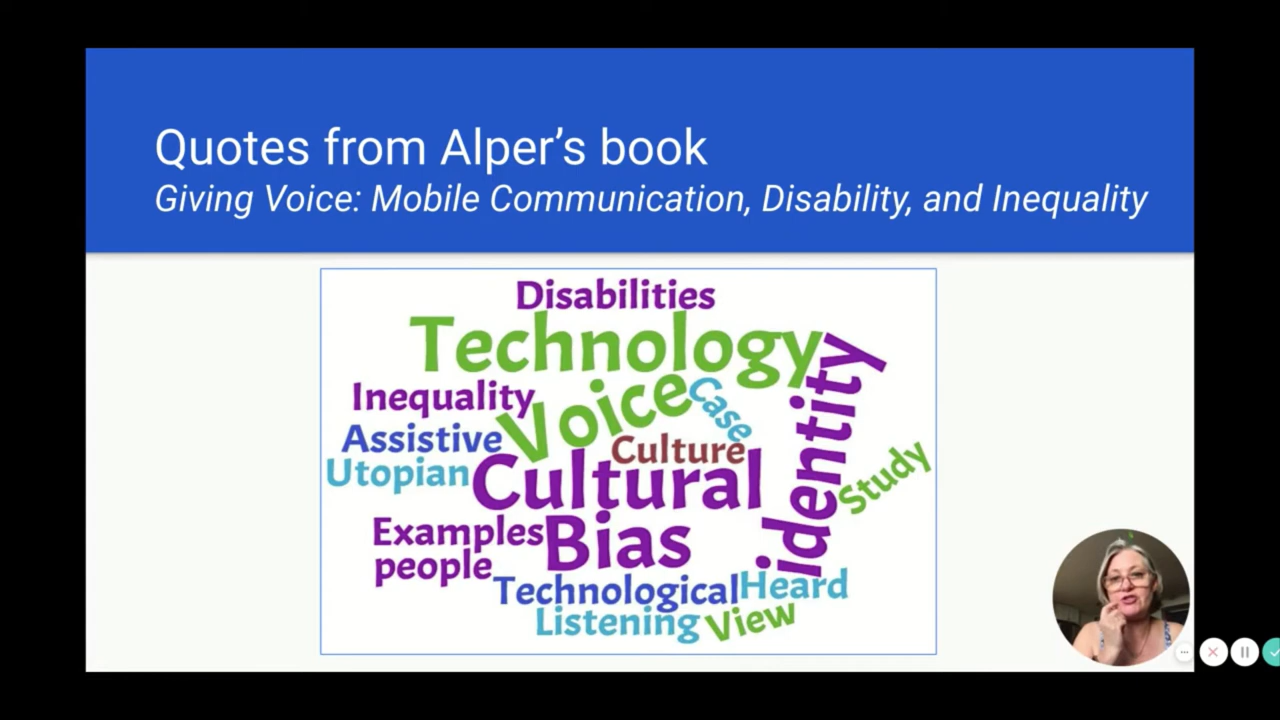 Quotes from Alper's book
Giving Voice: Mobile Communication, Disability, and Inequality
Disabilities
Technology
Inequality
Voice
Case
identity
Assistive
Culture
Utopian
Cultural
Study
Examples
Bias
people
Technological
Heard
Listening
View